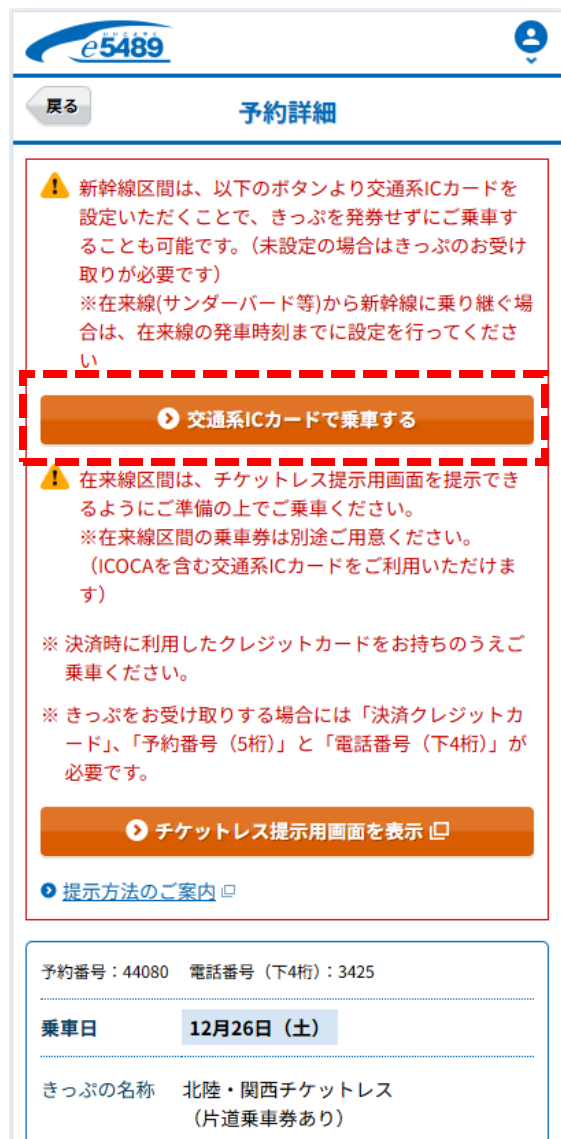 いいごよやく
e5489
戻る
予約詳細
新幹線区間は、以下のボタンより交通系ICカードを
設定いただくことで、きっぷを発券せずにご乗車す
ることも可能です。（未設定の場合はきっぷのお受け
取りが必要です）
※在来線(サンダーバード等)から新幹線に乗り継ぐ場
合は、在来線の発車時刻までに設定を行ってくださ
い
交通系ICカードで乗車する
在来線区間は、チケットレス提示用画面を提示でき
るようにご準備の上でご乗車ください。
※在来線区間の乗車券は別途ご用意ください。
（ICOCAを含む交通系ICカードをご利用いただけま
す）
※ 決済時に利用したクレジットカードをお持ちのうえご
乗車ください。
※ きっぷをお受け取りする場合には「決済クレジットカ
ード」、「予約番号（5桁）」と「電話番号（下4桁）」が
必要です。
チケットレス提示用画面を表示
提示方法のご案内
予約番号：44080 電話番号（下4桁）：3425
乗車日 12月26日（土）
きっぷの名称 北陸・関西チケットレス
（片道乗車券あり）